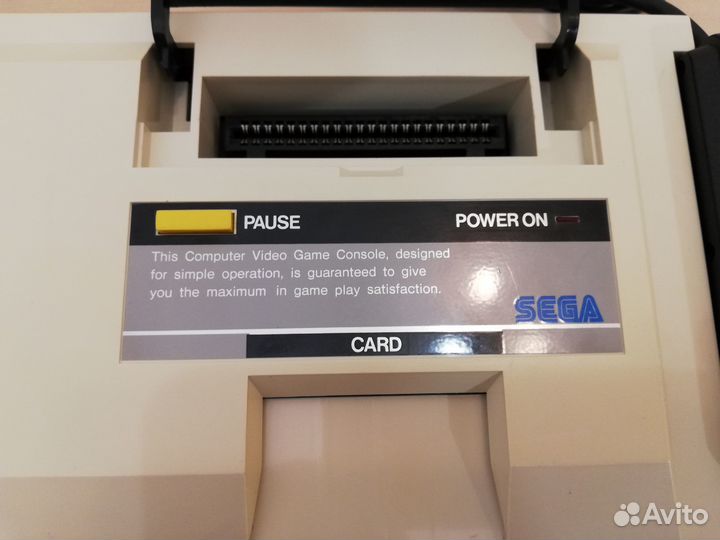 PAUSE
POWER ON
This Computer Video Game Console, designed
for simple operation, is guaranteed to give
you the maximum in game play satisfaction.
SEGA
CARD
Avito